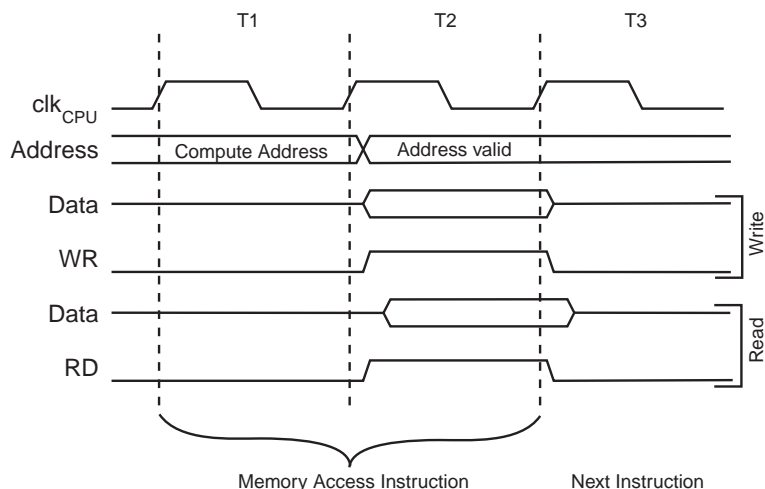 T1 T2 T3
clkCPU
Address Compute Address Address valid
Data
WR
Write
Data
RD
Read
Memory Access Instruction Next Instruction